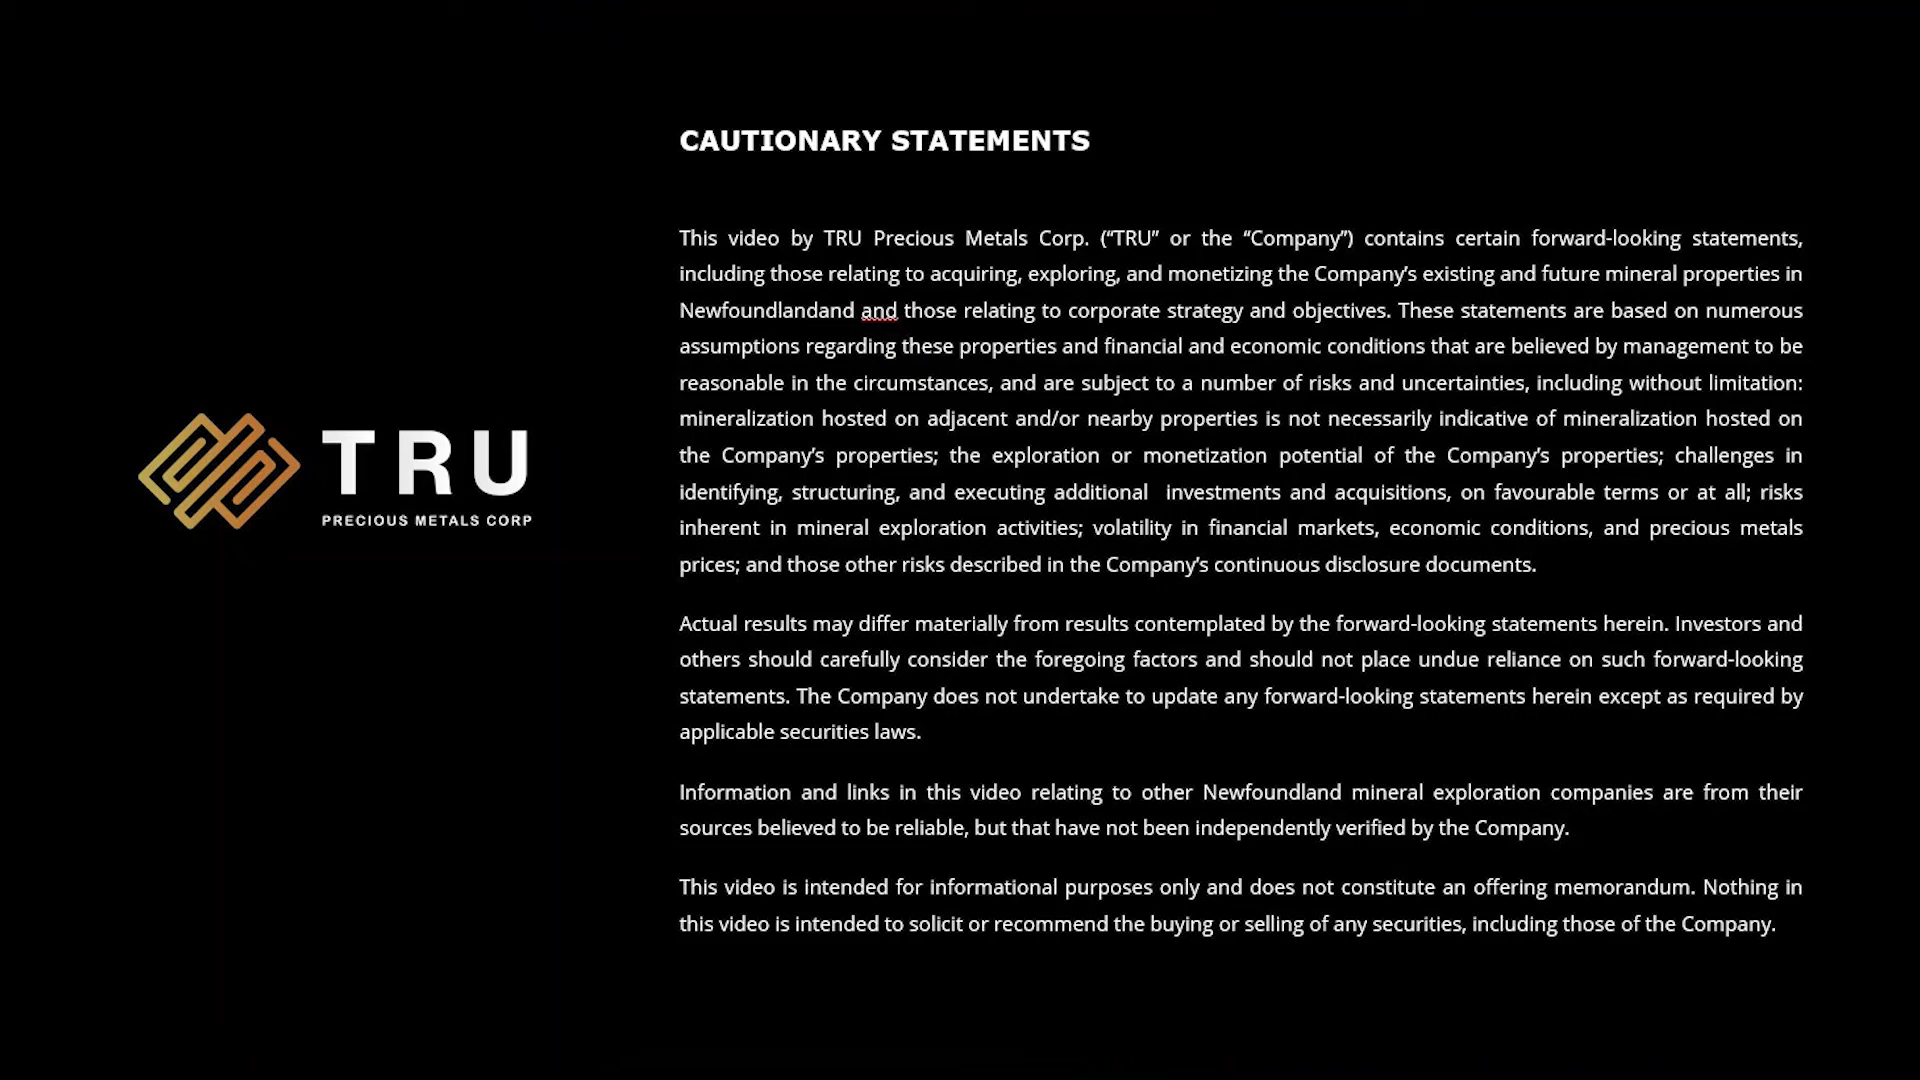 CAUTIONARY STATEMENTS
This video by TRU Precious Metals Corp. (“TRU” or the “Company”) contains certain forward-looking statements,
including those relating to acquiring, exploring, and monetizing the Company’s existing and future mineral properties in
Newfoundlandand and those relating to corporate strategy and objectives. These statements are based on numerous
assumptions regarding these properties and financial and economic conditions that are believed by management to be
reasonable in the circumstances, and are subject to a number of risks and uncertainties, including without limitation:
mineralization hosted on adjacent and/or nearby properties is not necessarily indicative of mineralization hosted on
the Company’s properties; the exploration or monetization potential of the Company’s properties; challenges in
identifying, structuring, and executing additional investments and acquisitions, on favourable terms or at all; risks
inherent in mineral exploration activities; volatility in financial markets, economic conditions, and precious metals
prices; and those other risks described in the Company’s continuous disclosure documents.
Actual results may differ materially from results contemplated by the forward-looking statements herein. Investors and
others should carefully consider the foregoing factors and should not place undue reliance on such forward-looking
statements. The Company does not undertake to update any forward-looking statements herein except as required by
applicable securities laws.
Information and links in this video relating to other Newfoundland mineral exploration companies are from their
sources believed to be reliable, but that have not been independently verified by the Company.
This video is intended for informational purposes only and does not constitute an offering memorandum. Nothing in
this video is intended to solicit or recommend the buying or selling of any securities, including those of the Company.
TRU
PRECIOUS METALS CORP